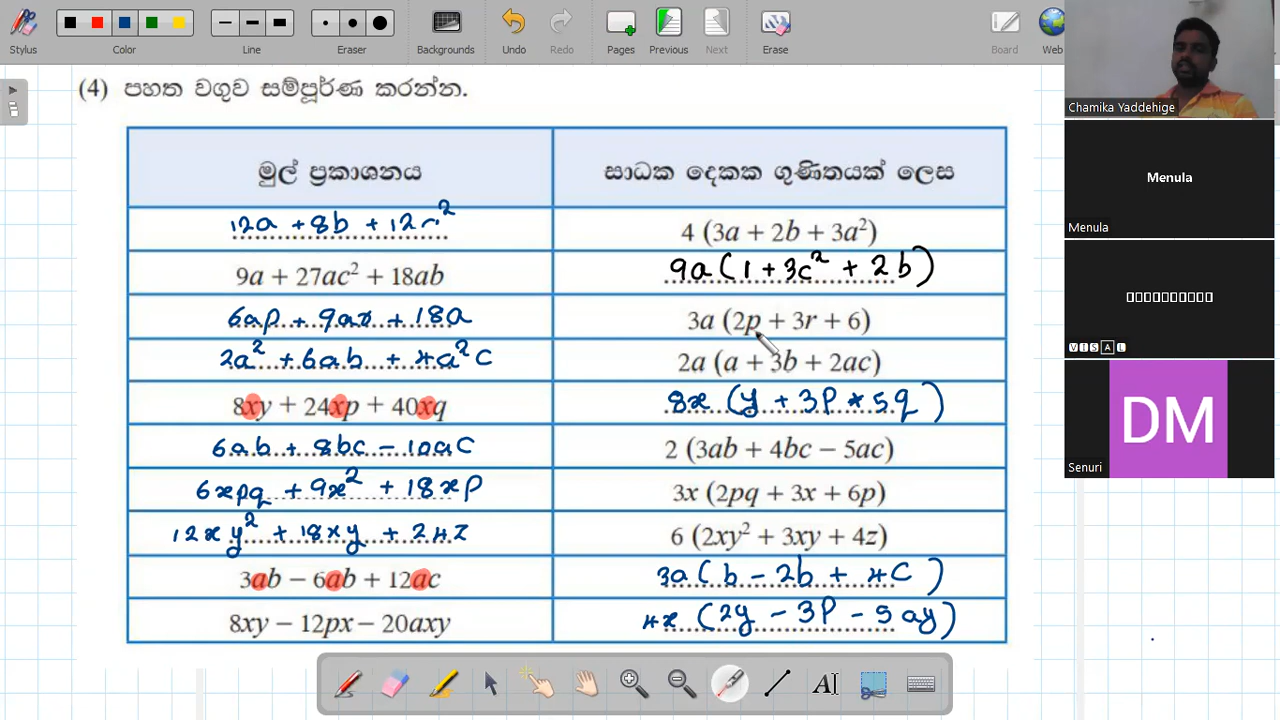 Stylus
Color
Line
Eraser
Backgrounds
Undo
Redo
Pages
Previous
Next
Erase
Board
Web
(4) පහත වගුව සම්පූර්ණ කරන්න.
මුල් ප්‍රකාශනය
සාධක දෙකක ගුණිතයක් ලෙස
12a + 8b + 12a²
4 (3a + 2b + 3a²)
9a + 27ac² + 18ab
9a(1 + 3c² + 2b)
6ap + 9ar + 18a
3a (2p + 3r + 6)
2a² + 6ab + 4a²c
2a (a + 3b + 2ac)
8xy + 24xp + 40xq
8x (y + 3p + 5q)
6ab + 8bc - 10ac
2 (3ab + 4bc − 5ac)
6xpq + 9x² + 18xp
3x (2pq + 3x + 6p)
12xy² + 18xy + 24z
6 (2xy² + 3xy + 4z)
3ab − 6ab + 12ac
3a(b - 2b + 4c)
8xy − 12px − 20axy
4x (2y - 3p - 5ay)
Chamika Yaddehige
Menula
Menula
V I S A L
DM
Senuri